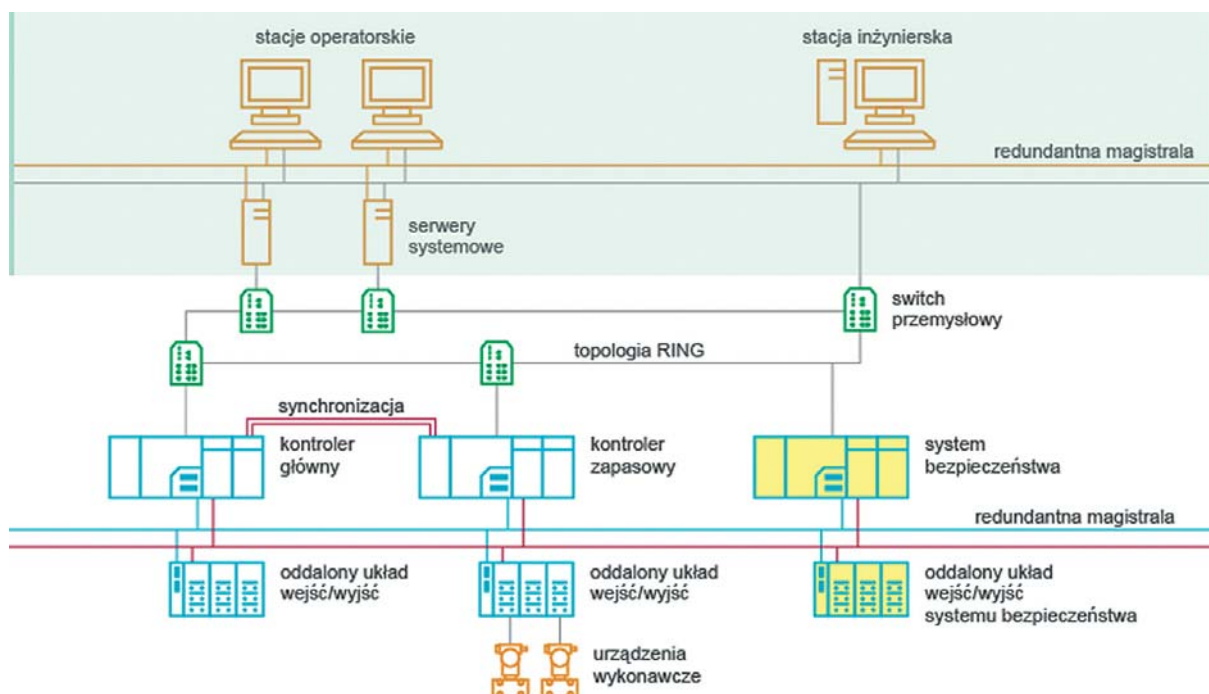 stacje operatorskie
stacja inżynierska
redundantna magistrala
serwery
systemowe
switch
przemysłowy
topologia RING
synchronizacja
kontroler
główny
kontroler
zapasowy
system
bezpieczeństwa
redundantna magistrala
oddalony układ
wejść/wyjść
oddalony układ
wejść/wyjść
oddalony układ
wejść/wyjść
systemu bezpieczeństwa
urządzenia
wykonawcze